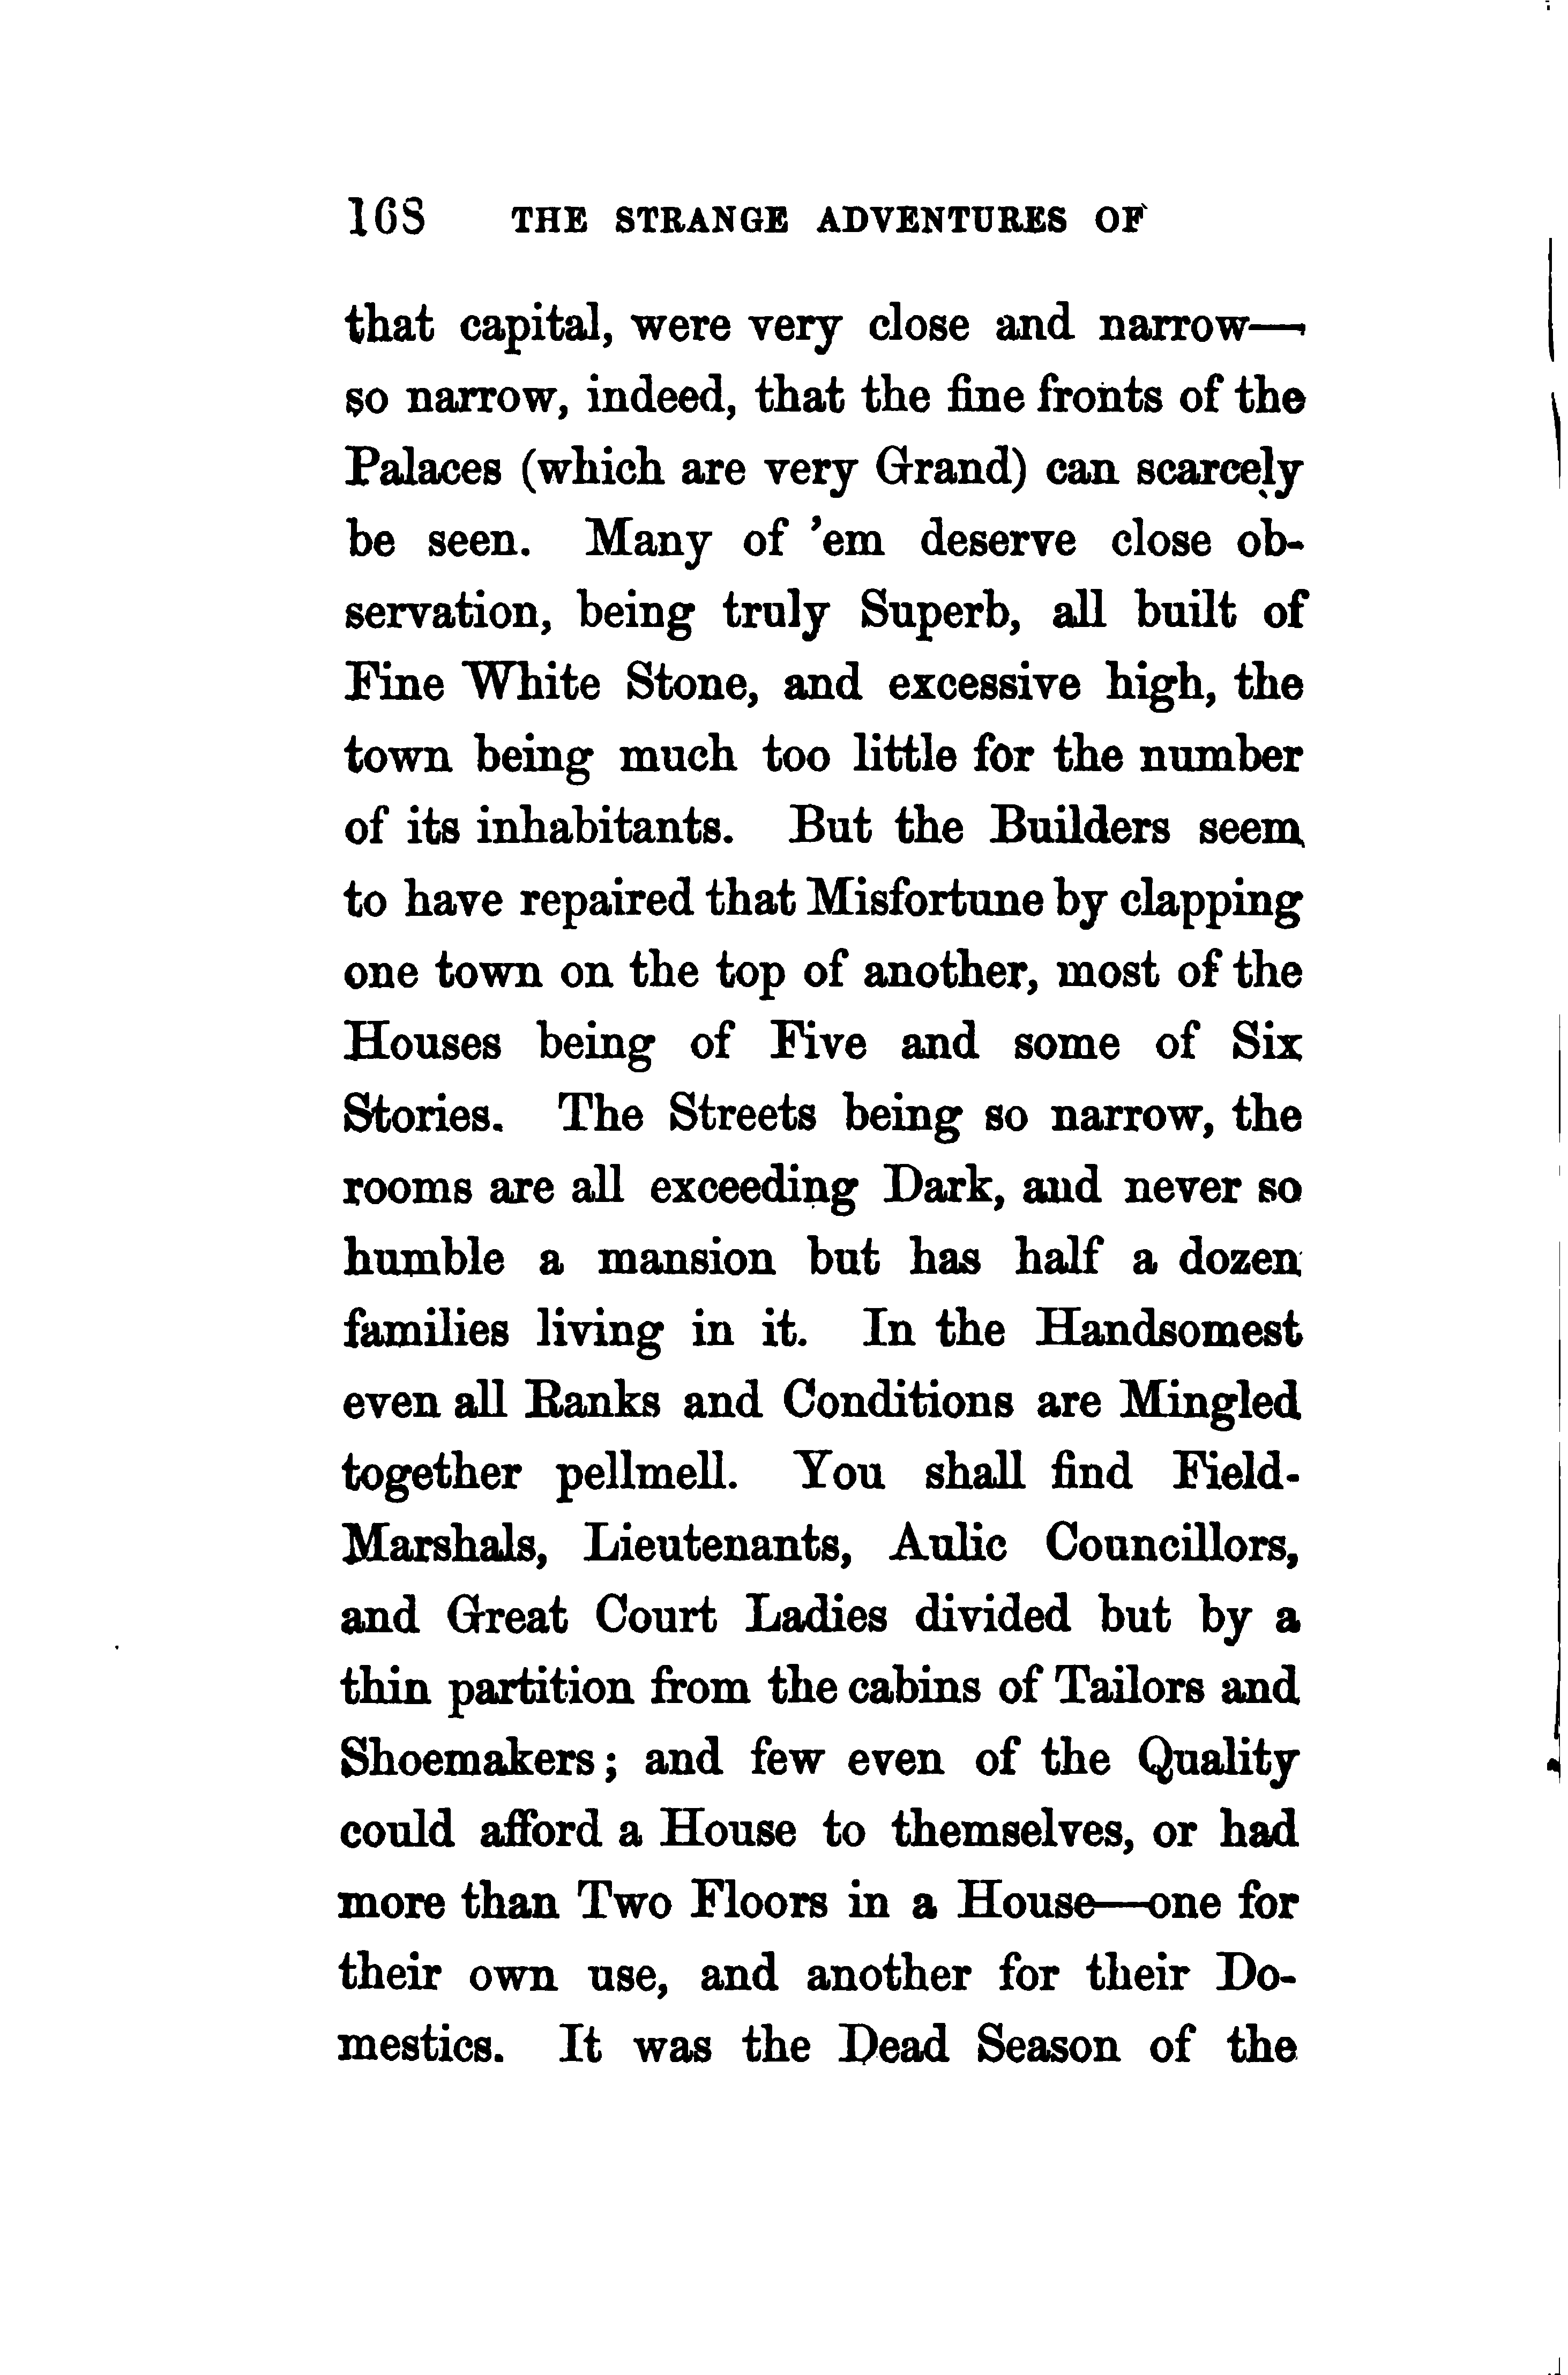 168 THE STRANGE ADVENTURES OF
that capital, were very close and narrow—
so narrow, indeed, that the fine fronts of the
Palaces (which are very Grand) can scarcely
be seen. Many of 'em deserve close ob-
servation, being truly Superb, all built of
Fine White Stone, and excessive high, the
town being much too little for the number
of its inhabitants. But the Builders seem
to have repaired that Misfortune by clapping
one town on the top of another, most of the
Houses being of Five and some of Six
Stories. The Streets being so narrow, the
rooms are all exceeding Dark, and never so
humble a mansion but has half a dozen
families living in it. In the Handsomest
even all Ranks and Conditions are Mingled
together pellmell. You shall find Field-
Marshals, Lieutenants, Aulic Councillors,
and Great Court Ladies divided but by a
thin partition from the cabins of Tailors and
Shoemakers; and few even of the Quality
could afford a House to themselves, or had
more than Two Floors in a House—one for
their own use, and another for their Do-
mestics. It was the Dead Season of the